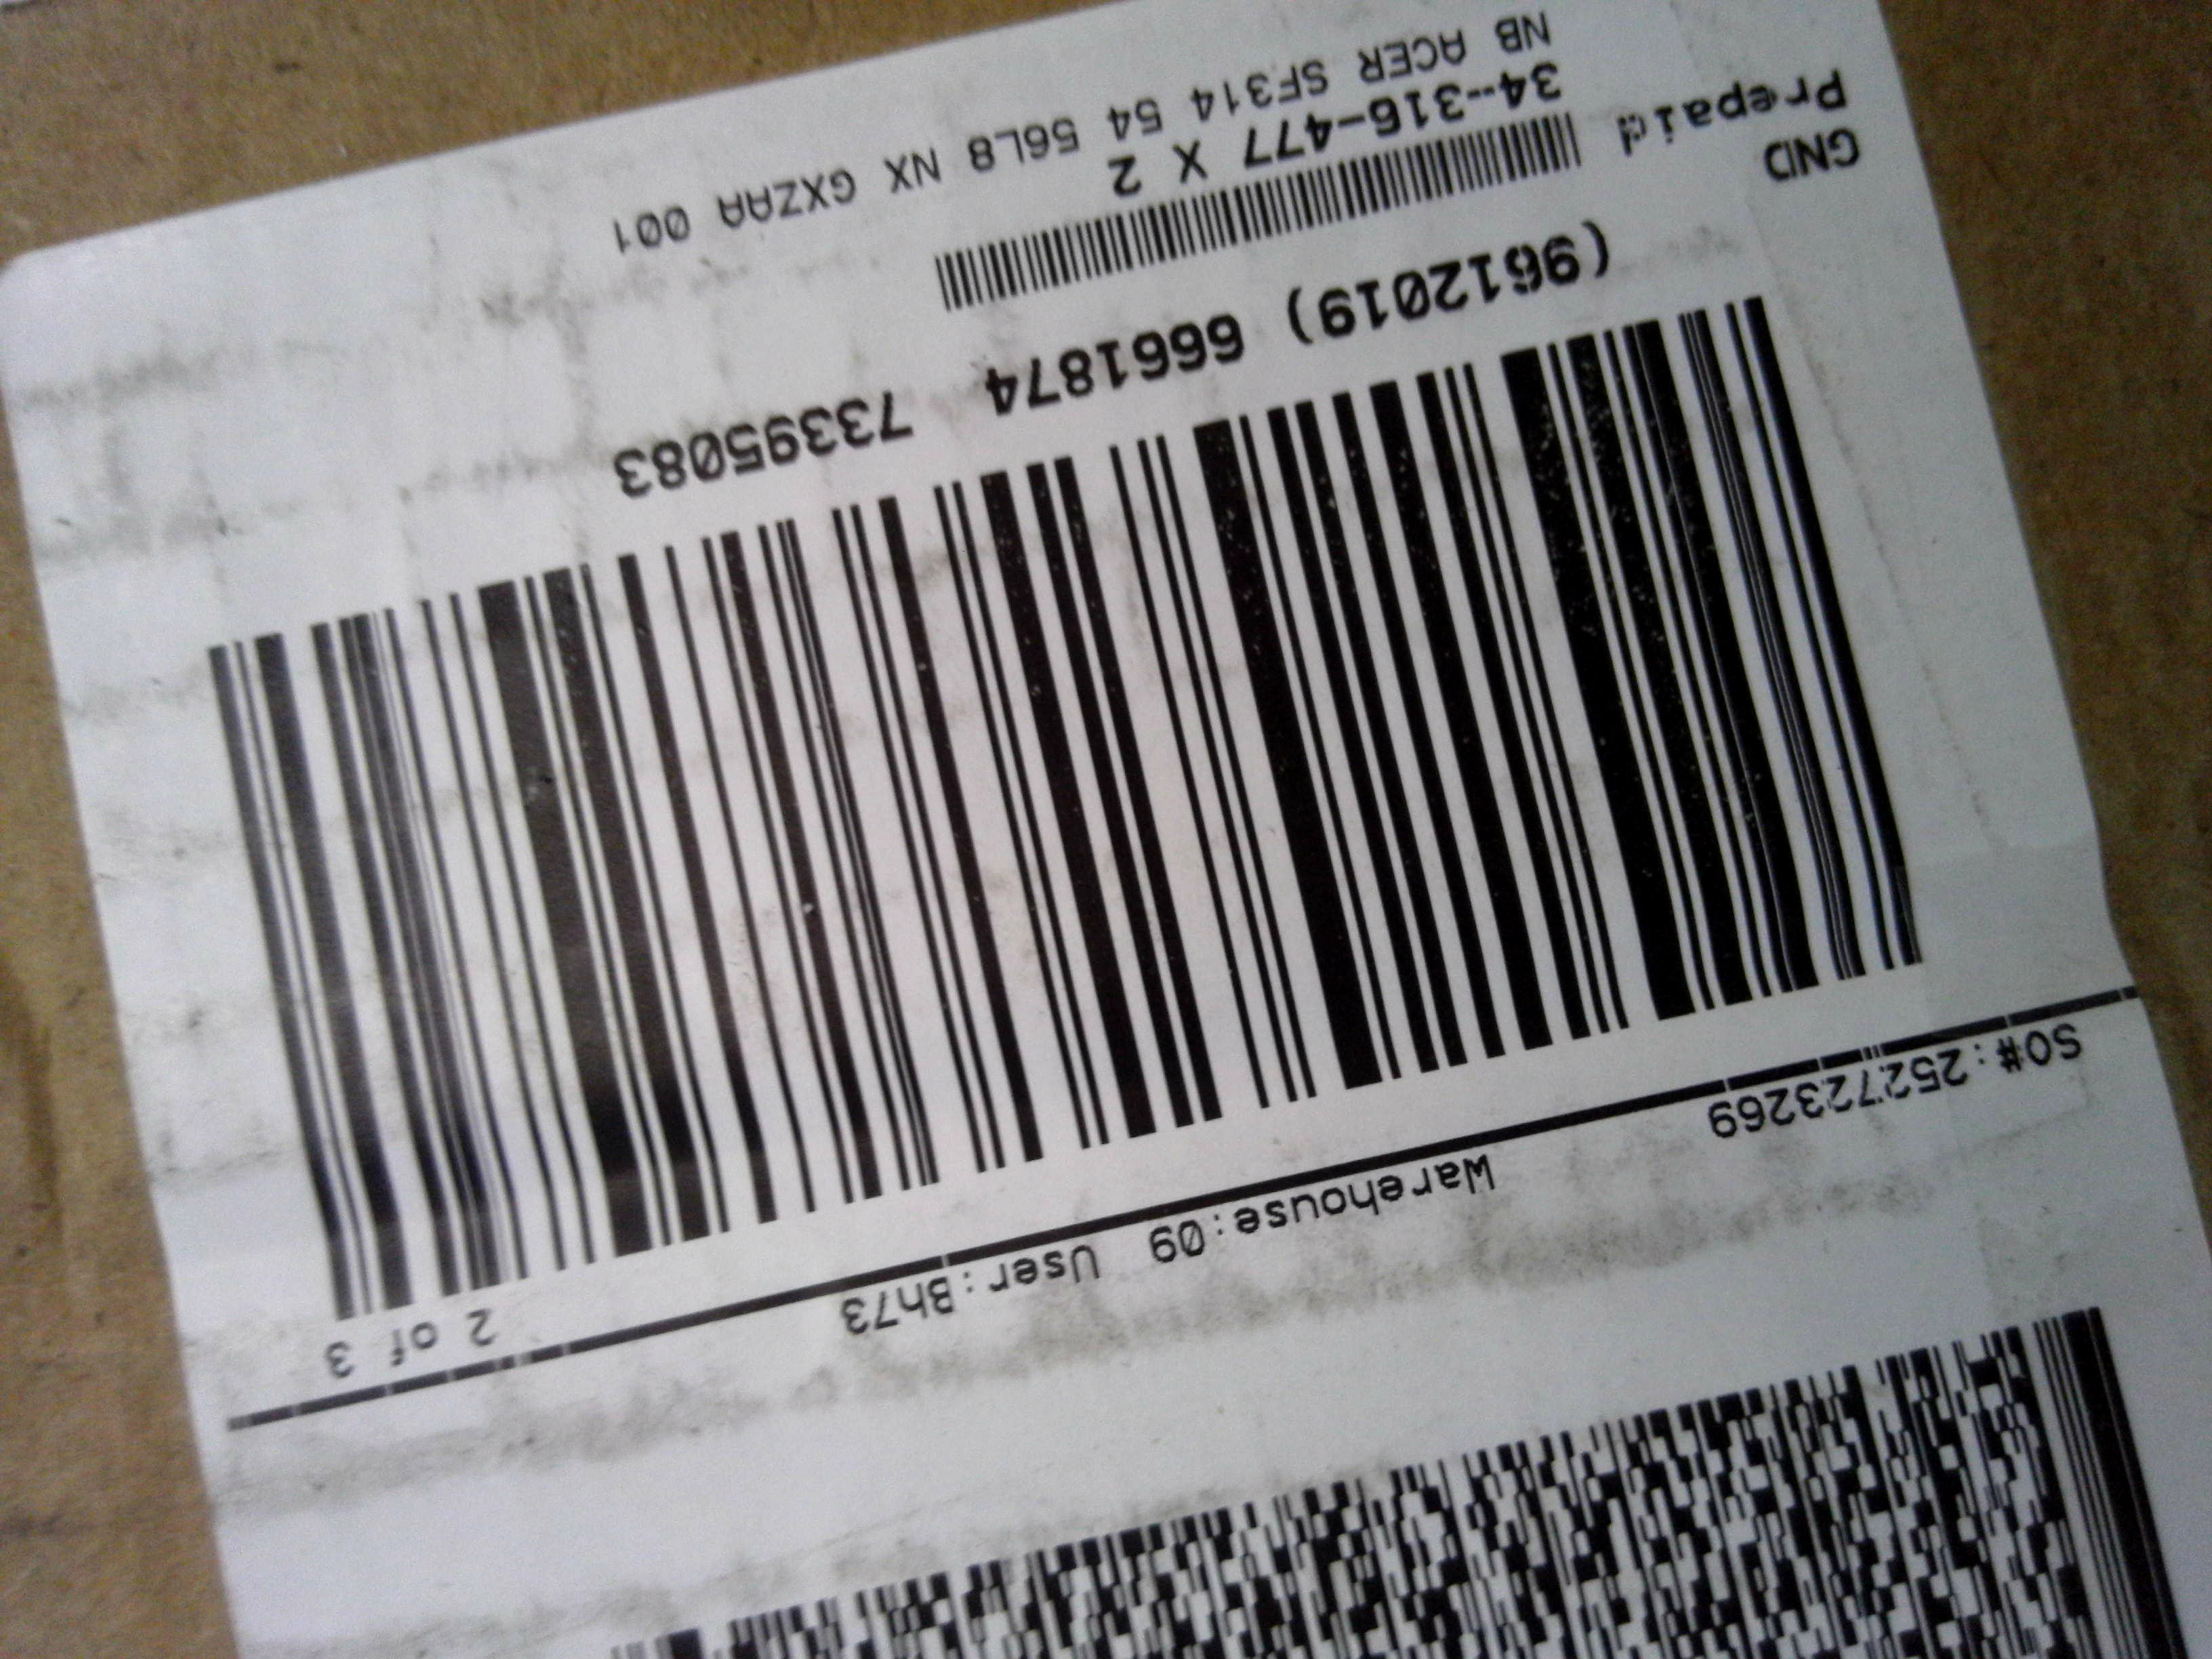 SO#:252723269 Warehouse:09 User:Bh73 2 of 3
(9612019) 6661874 73395083
GND
Prepaid
34--316-477 X 2
NB ACER SF314 54 56L8 NX GXZAA 001